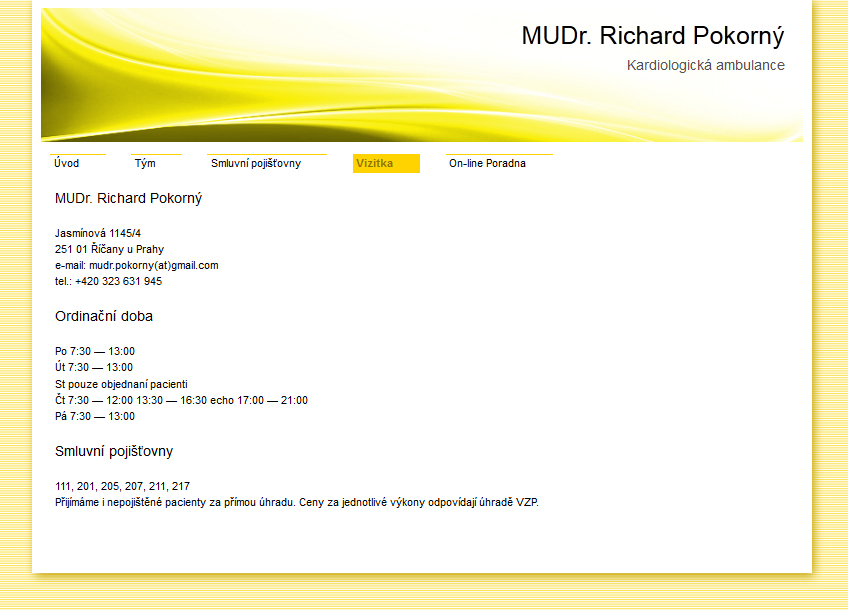 MUDr. Richard Pokorný
Kardiologická ambulance
Úvod Tým Smluvní pojišťovny Vizitka On-line Poradna
MUDr. Richard Pokorný
Jasmínová 1145/4
251 01 Říčany u Prahy
e-mail: mudr.pokorny(at)gmail.com
tel.: +420 323 631 945
Ordinační doba
Po 7:30 — 13:00
Út 7:30 — 13:00
St pouze objednaní pacienti
Čt 7:30 — 12:00 13:30 — 16:30 echo 17:00 — 21:00
Pá 7:30 — 13:00
Smluvní pojišťovny
111, 201, 205, 207, 211, 217
Přijímáme i nepojištěné pacienty za přímou úhradu. Ceny za jednotlivé výkony odpovídají úhradě VZP.